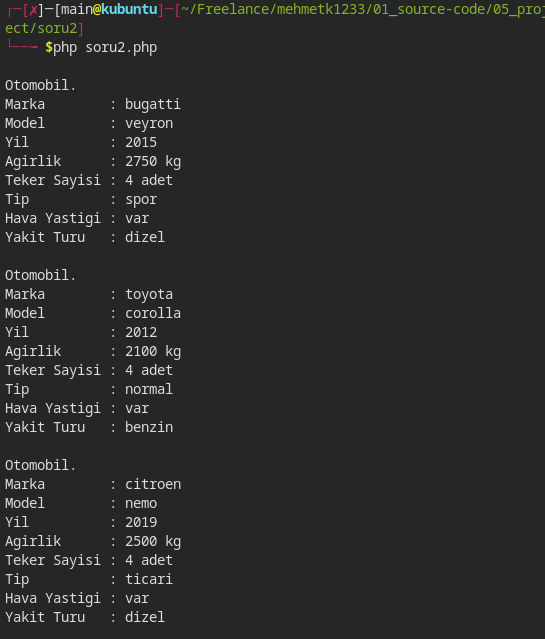 ┌─[✗]─[main@kubuntu]─[~/Freelance/mehmetk1233/01_source-code/05_proj
ect/soru2]
└──╼ $php soru2.php
Otomobil.
Marka        : bugatti
Model        : veyron
Yil          : 2015
Agirlik      : 2750 kg
Teker Sayisi : 4 adet
Tip          : spor
Hava Yastigi : var
Yakit Turu   : dizel
Otomobil.
Marka        : toyota
Model        : corolla
Yil          : 2012
Agirlik      : 2100 kg
Teker Sayisi : 4 adet
Tip          : normal
Hava Yastigi : var
Yakit Turu   : benzin
Otomobil.
Marka        : citroen
Model        : nemo
Yil          : 2019
Agirlik      : 2500 kg
Teker Sayisi : 4 adet
Tip          : ticari
Hava Yastigi : var
Yakit Turu   : dizel